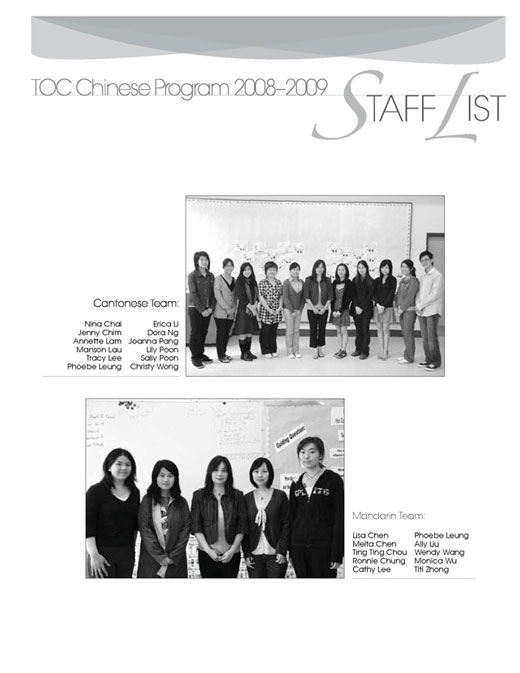 TOC Chinese Program 2008–2009
STAFF LIST
Cantonese Team:
Nina Chai Erica Li
Jenny Chim Dora Ng
Annette Lam Joanna Pang
Manson Lau Lily Poon
Tracy Lee Sally Poon
Phoebe Leung Christy Wong
Guiding Question:
Mandarin Team:
Lisa Chen Phoebe Leung
Meita Chen Ally Liu
Ting Ting Chou Wendy Wang
Ronnie Chung Monica Wu
Cathy Lee Titi Zhong